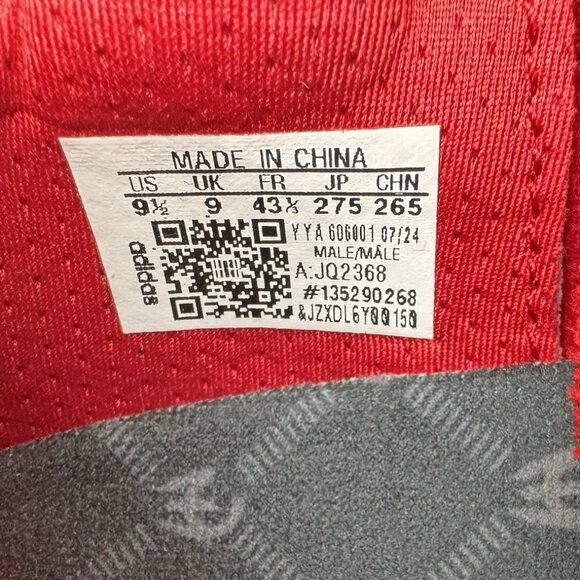 MADE IN CHINA
US UK FR JP CHN
9½ 9 43⅓ 275 265
adidas
YYA 606001 07/24
MALE/MÂLE
A:JQ2368
#135290268
&JZXDL6Y00150